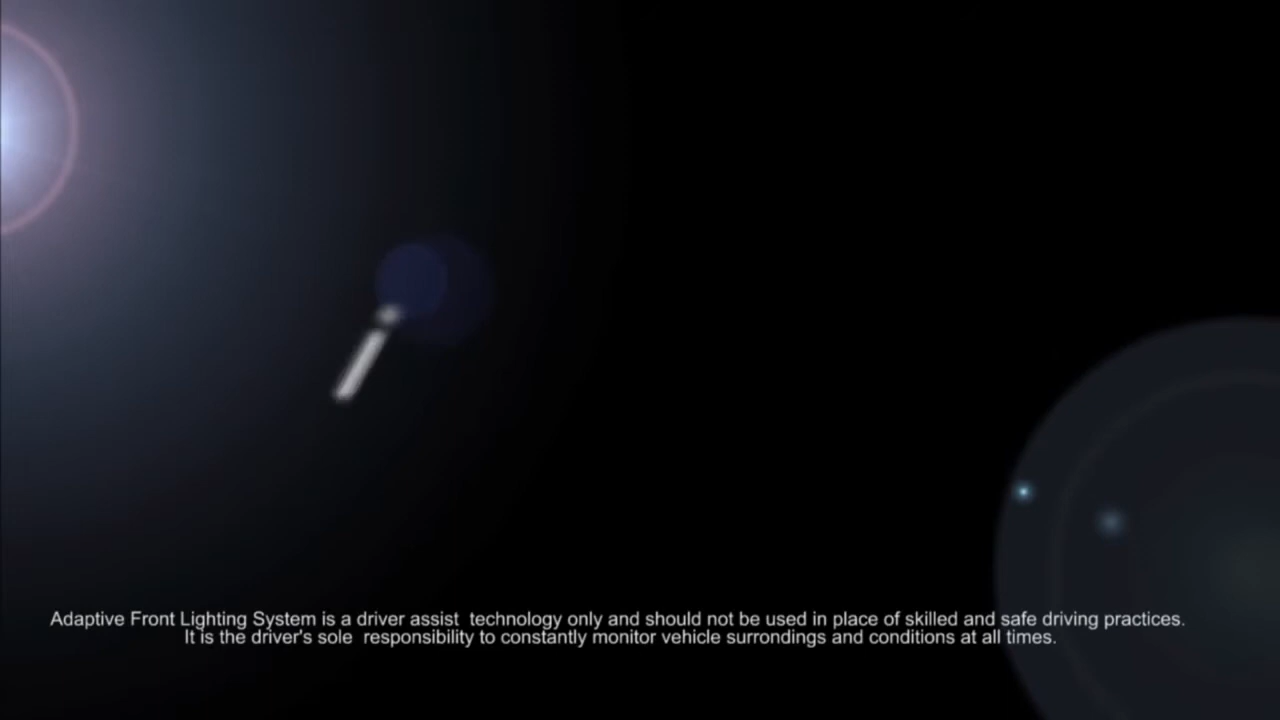 Adaptive Front Lighting System is a driver assist  technology only and should not be used in place of skilled and safe driving practices.
It is the driver's sole  responsibility to constantly monitor vehicle surrondings and conditions at all times.